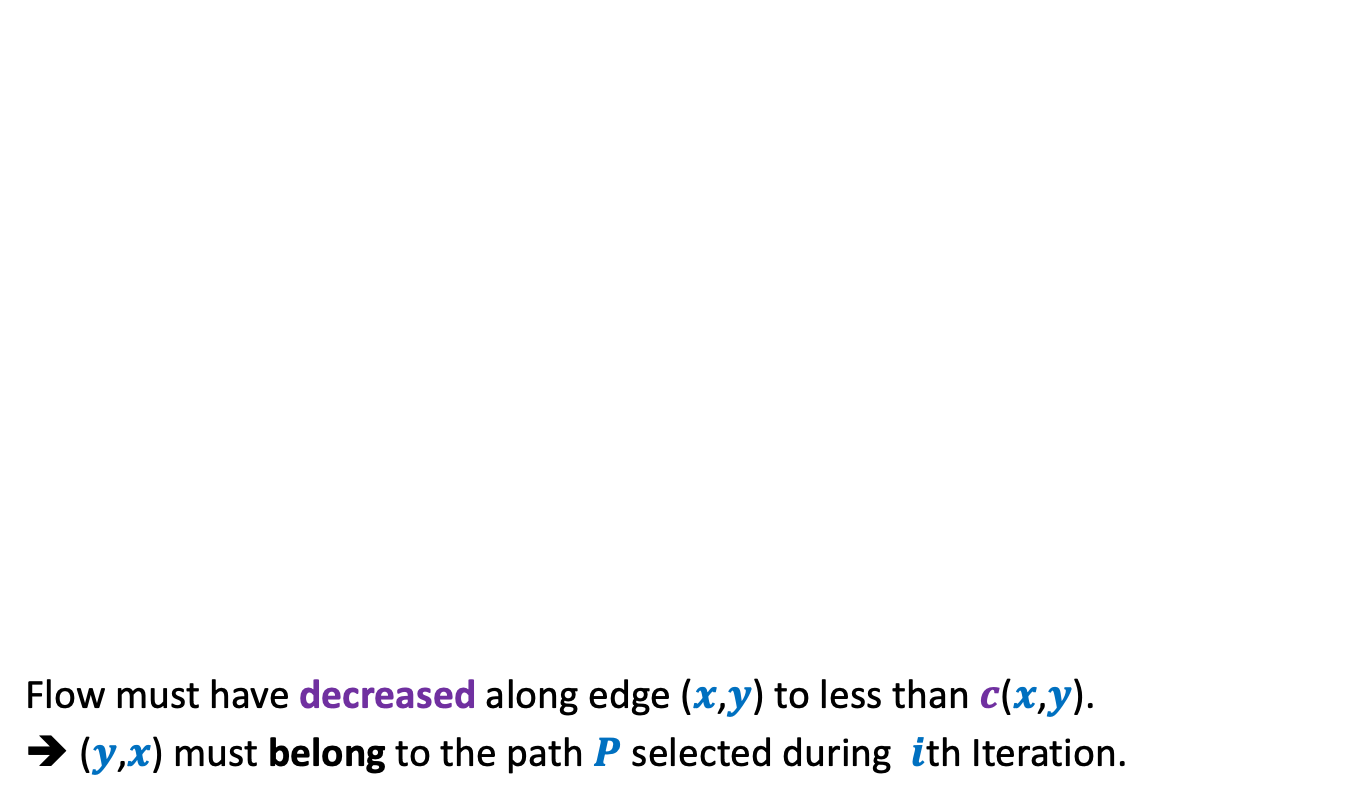 Flow must have decreased along edge (x,y) to less than c(x,y).
➔ (y,x) must belong to the path P selected during ith Iteration.